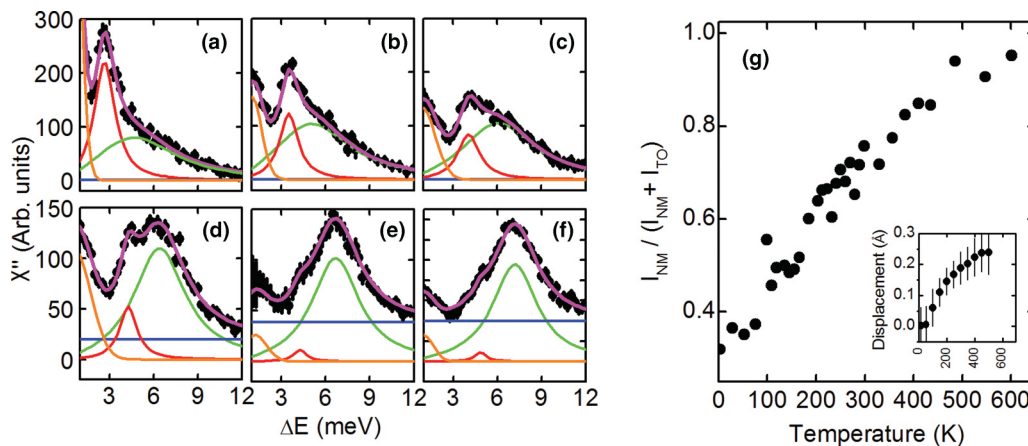 300
200
100
0
(a)
(b)
(c)
150
100
50
0
(d)
(e)
(f)
Χ" (Arb. units)
3 6 9 12 3 6 9 12 3 6 9 12
ΔE (meV)
(g)
1.0
0.8
0.6
0.4
I_NM / (I_NM + I_TO)
0 100 200 300 400 500 600
Temperature (K)
0.3
0.2
0.1
0.0
Displacement (Å)
0 200 400 600